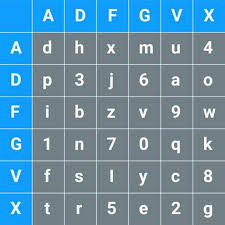 A D F G V X
A d h x m u 4
D p 3 j 6 a o
F i b z v 9 w
G 1 n 7 0 q k
V f s l y c 8
X t r 5 e 2 g